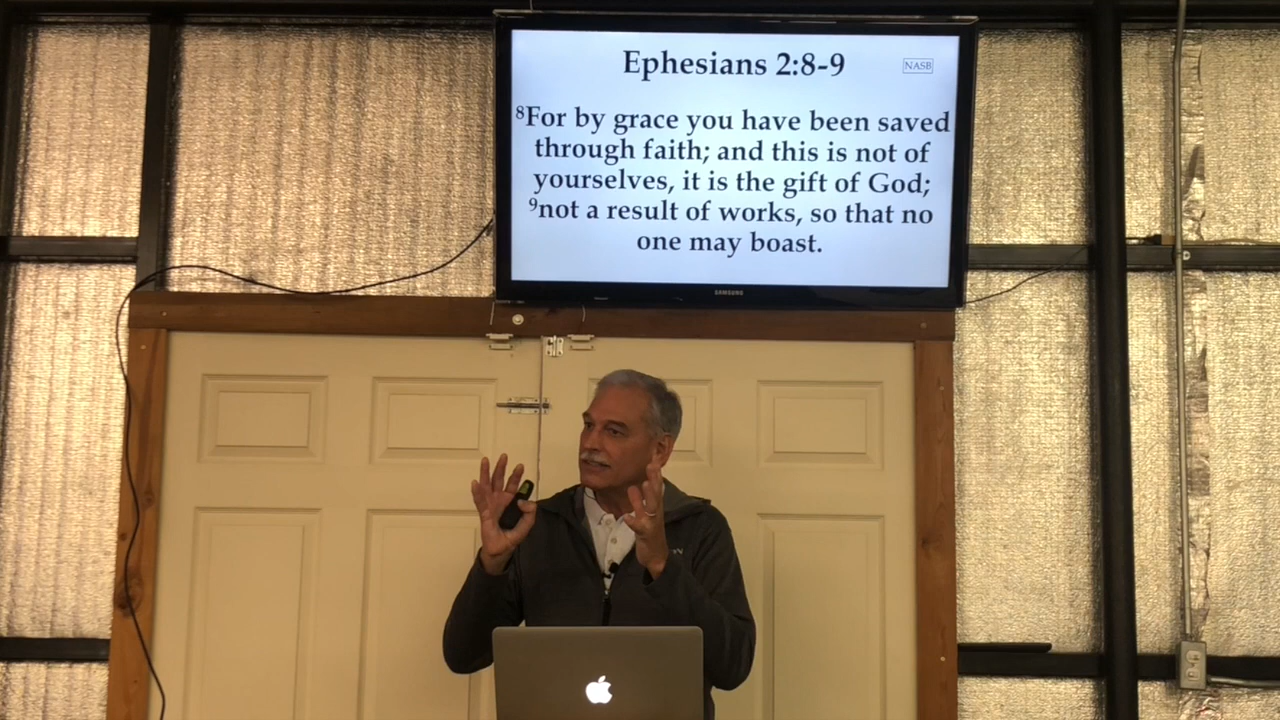 Ephesians 2:8-9
NASB
⁸For by grace you have been saved
through faith; and this is not of
yourselves, it is the gift of God;
⁹not a result of works, so that no
one may boast.
SAMSUNG